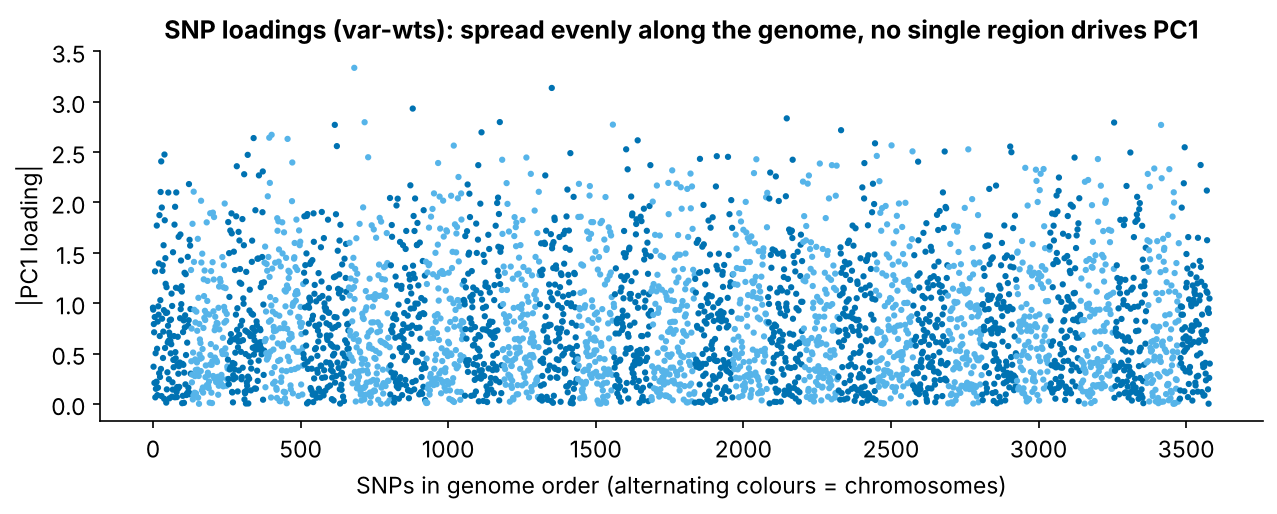 SNP loadings (var-wts): spread evenly along the genome, no single region drives PC1
|PC1 loading|
3.5
3.0
2.5
2.0
1.5
1.0
0.5
0.0
0 500 1000 1500 2000 2500 3000 3500
SNPs in genome order (alternating colours = chromosomes)